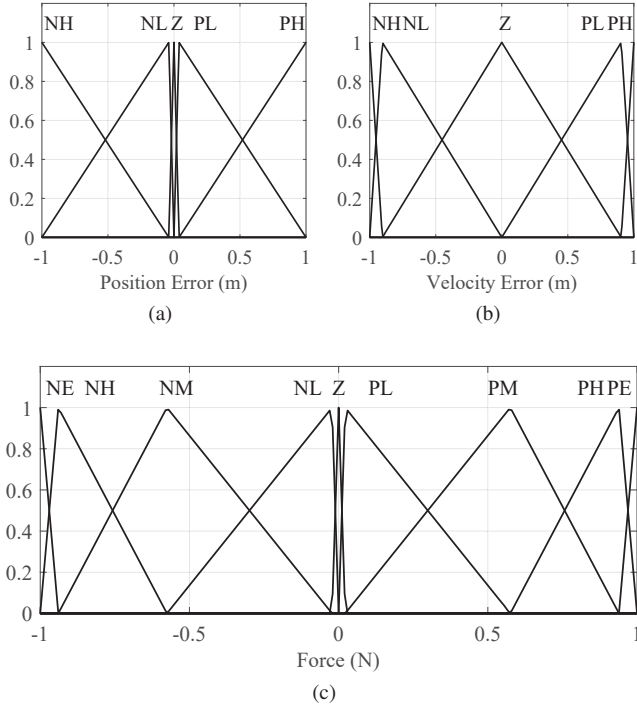 NH NL Z PL PH
1
0.8
0.6
0.4
0.2
0
-1 -0.5 0 0.5 1
Position Error (m)
(a)
NHNL Z PL PH
1
0.8
0.6
0.4
0.2
0
-1 -0.5 0 0.5 1
Velocity Error (m)
(b)
NE NH NM NL Z PL PM PH PE
1
0.8
0.6
0.4
0.2
0
-1 -0.5 0 0.5 1
Force (N)
(c)